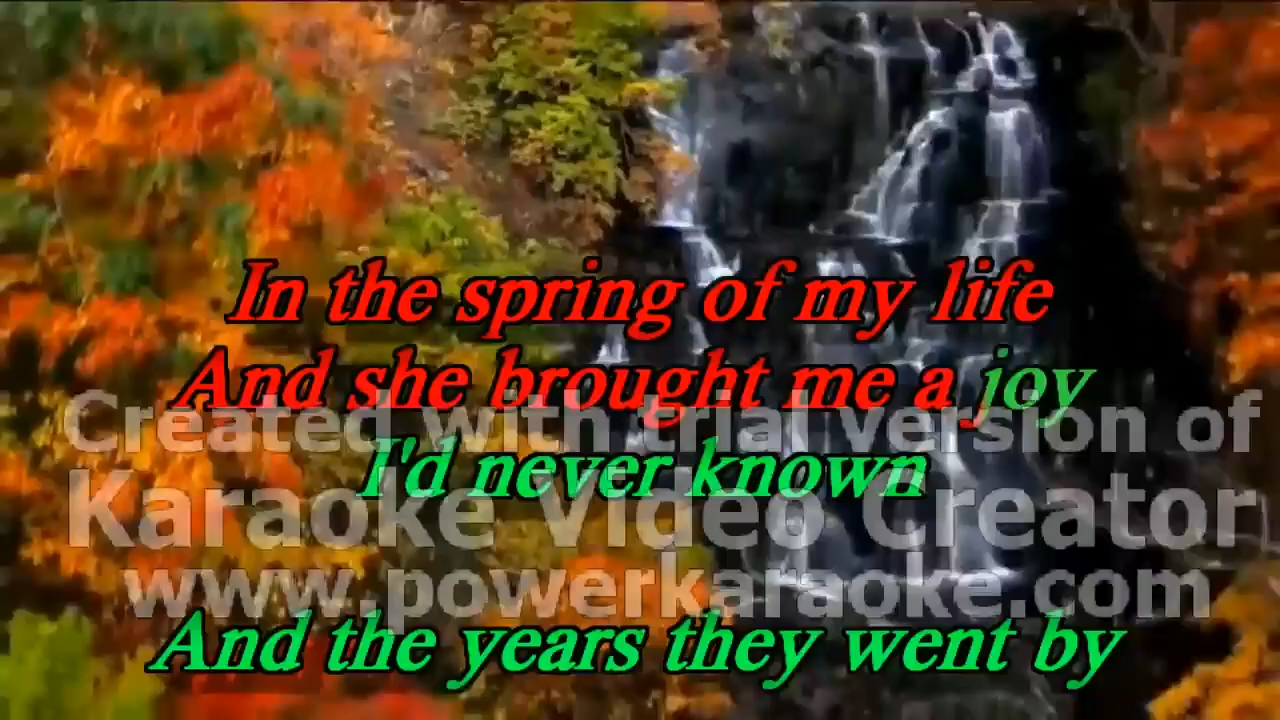 In the spring of my life
And she brought me a joy
Created with trial version of
I'd never known
Karaoke Video Creator
www.powerkaraoke.com
And the years they went by